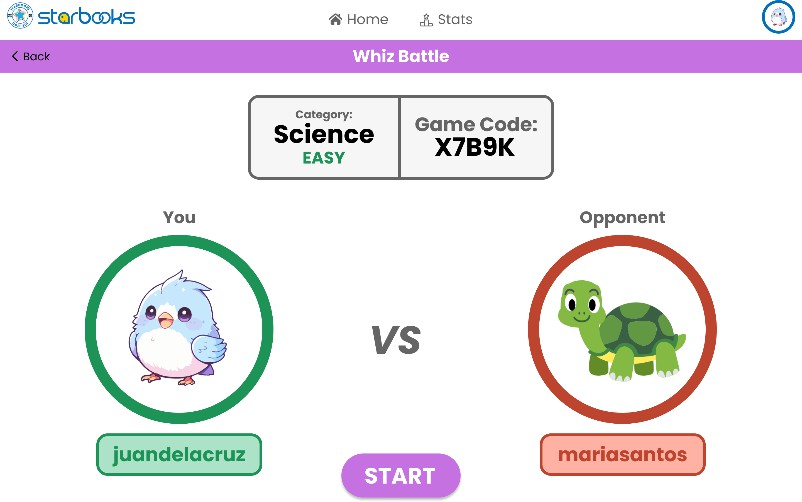 starbooks
Home
Stats
Back
Whiz Battle
Category:
Science
EASY
Game Code:
X7B9K
You
Opponent
VS
juandelacruz
mariasantos
START